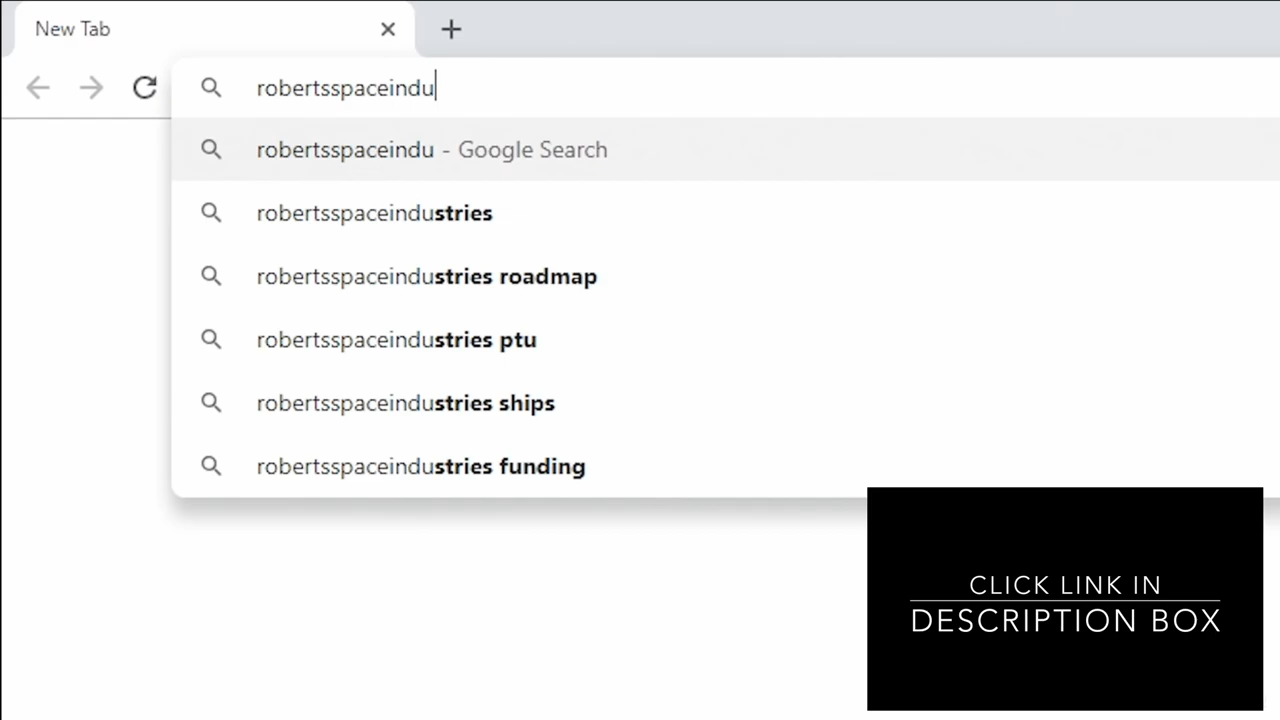 New Tab
robertsspaceindu
robertsspaceindu - Google Search
robertsspaceindustries
robertsspaceindustries roadmap
robertsspaceindustries ptu
robertsspaceindustries ships
robertsspaceindustries funding
CLICK LINK IN
DESCRIPTION BOX